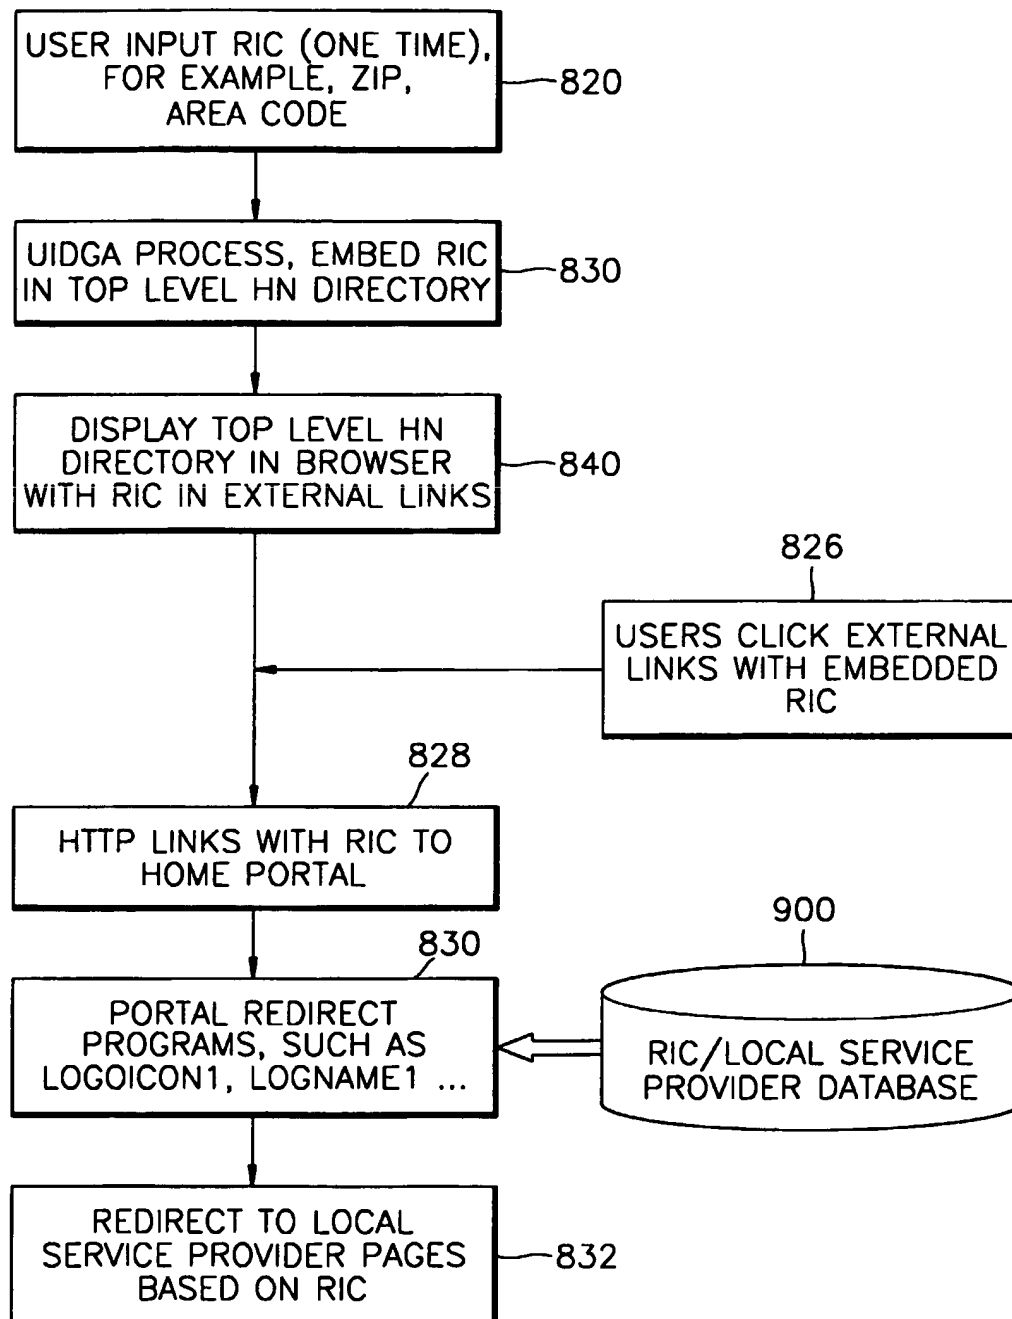 USER INPUT RIC (ONE TIME),
FOR EXAMPLE, ZIP,
AREA CODE
820
UIDGA PROCESS, EMBED RIC
IN TOP LEVEL HN DIRECTORY
830
DISPLAY TOP LEVEL HN
DIRECTORY IN BROWSER
WITH RIC IN EXTERNAL LINKS
840
826
USERS CLICK EXTERNAL
LINKS WITH EMBEDDED
RIC
828
HTTP LINKS WITH RIC TO
HOME PORTAL
830
PORTAL REDIRECT
PROGRAMS, SUCH AS
LOGOICON1, LOGNAME1 ...
900
RIC/LOCAL SERVICE
PROVIDER DATABASE
REDIRECT TO LOCAL
SERVICE PROVIDER PAGES
BASED ON RIC
832